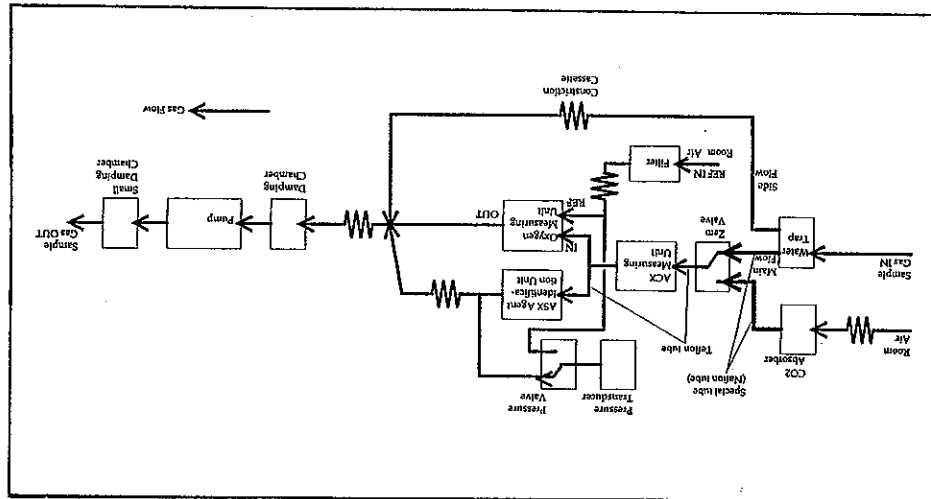 Pressure
Transducer
Pressure
Valve
Room
Air
CO2
Absorber
Special tube
(Nafion tube)
Teflon tube
ASX Agent
Identifica-
tion Unit
Sample
Gas IN
Water
Trap
Main
Flow
Zero
Valve
ACX
Measuring
Unit
IN
Oxygen
Measuring
Unit
REF
OUT
Damping
Chamber
Pump
Small
Damping
Chamber
Sample
Gas OUT
Side
Flow
REF IN
Room
Air
Filter
Constriction
Cassette
Gas Flow